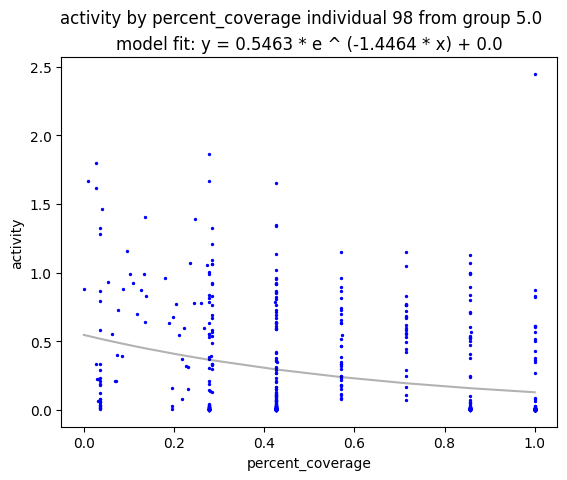 activity by percent_coverage individual 98 from group 5.0
model fit: y = 0.5463 * e ^ (-1.4464 * x) + 0.0
2.5
2.0
1.5
1.0
0.5
0.0
activity
0.0 0.2 0.4 0.6 0.8 1.0
percent_coverage